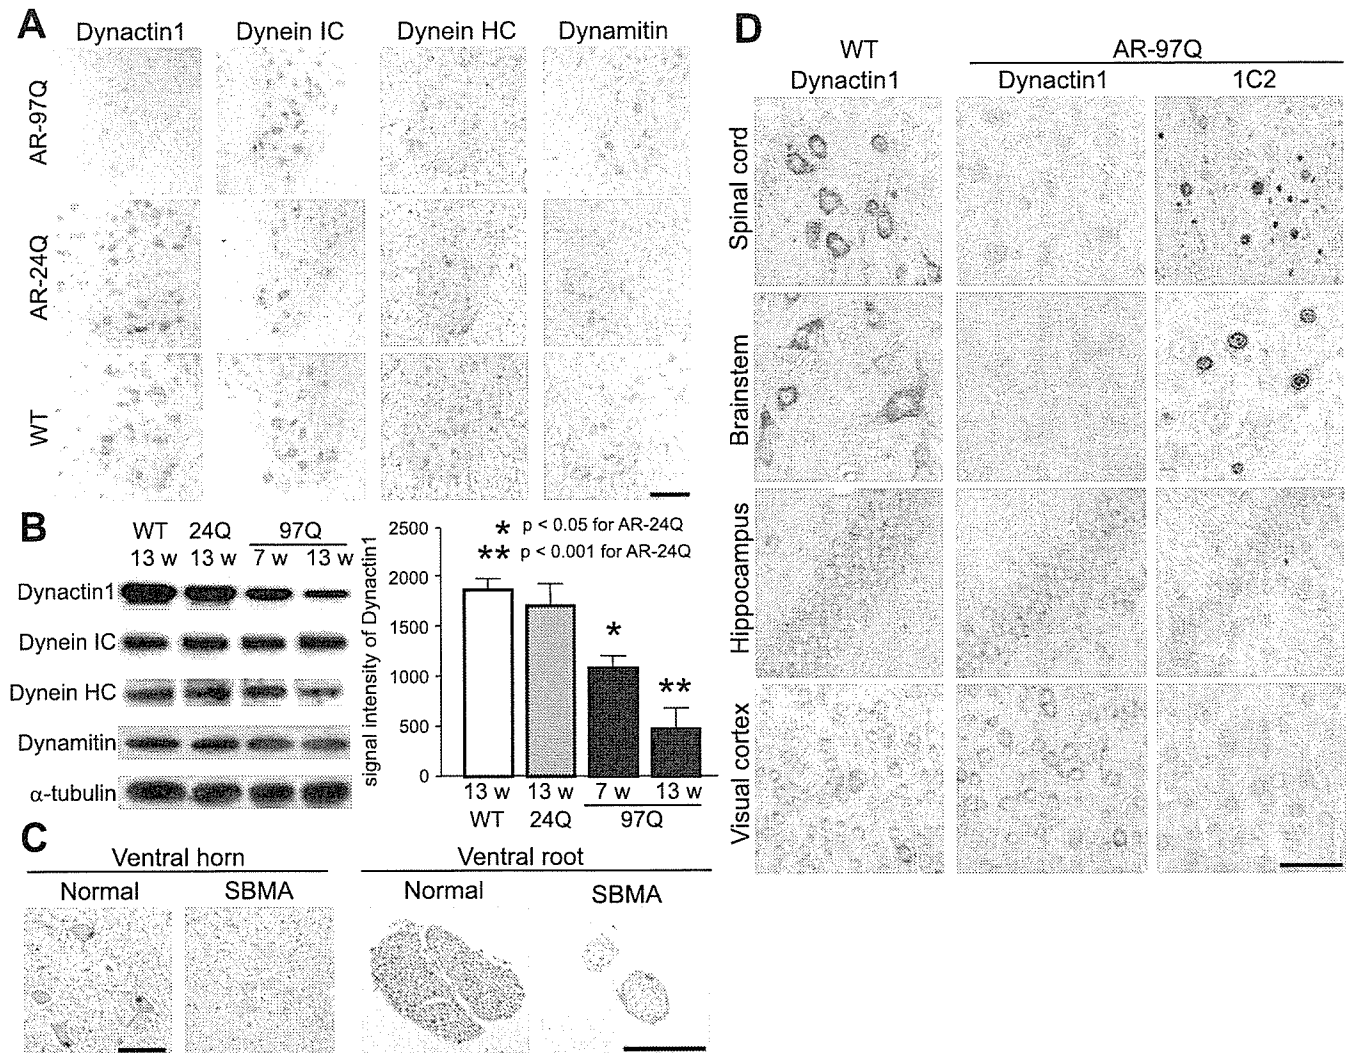 A
Dynactin1 Dynein IC Dynein HC Dynamitin
AR-97Q
AR-24Q
WT
B
WT 24Q 97Q
13 w 13 w 7 w 13 w
Dynactin1
Dynein IC
Dynein HC
Dynamitin
α-tubulin
signal intensity of Dynactin1
2500
2000
1500
1000
500
0
* p < 0.05 for AR-24Q
** p < 0.001 for AR-24Q
*
**
13 w 13 w 7 w 13 w
WT 24Q 97Q
C
Ventral horn Ventral root
Normal SBMA Normal SBMA
D
WT AR-97Q
Dynactin1 Dynactin1 1C2
Spinal cord
Brainstem
Hippocampus
Visual cortex